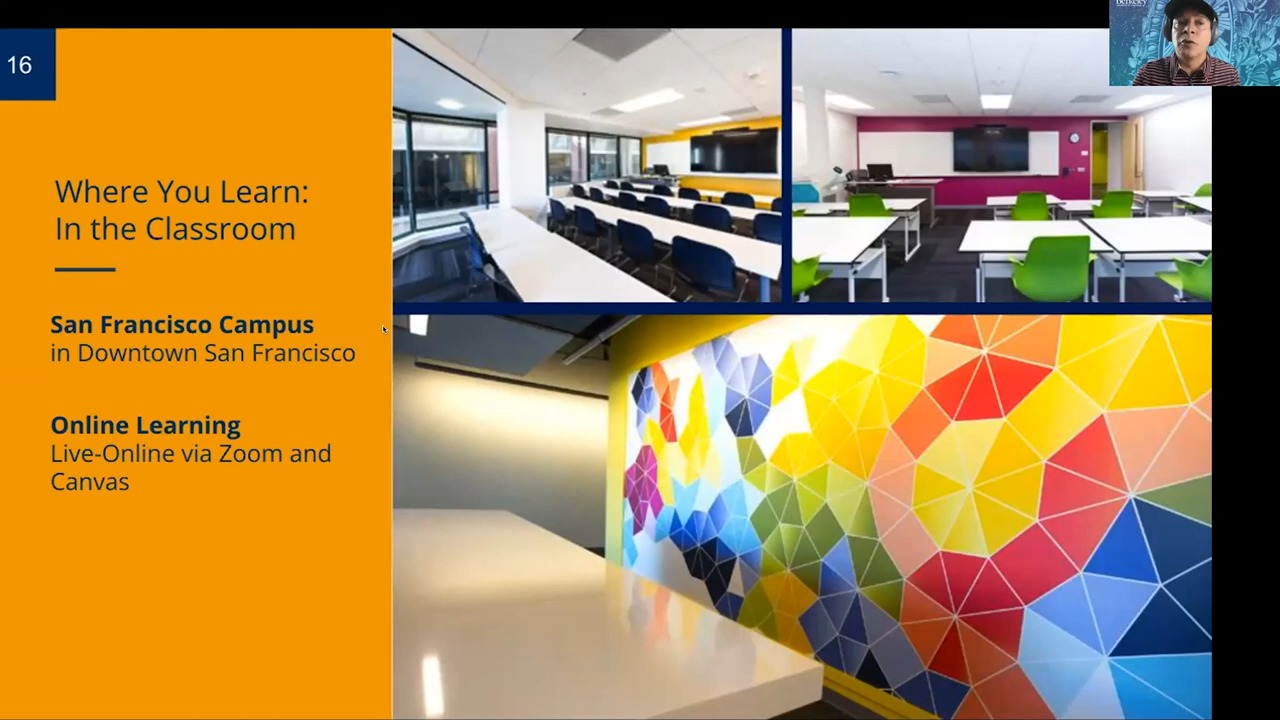 16
Where You Learn:
In the Classroom
San Francisco Campus
in Downtown San Francisco
Online Learning
Live-Online via Zoom and
Canvas
Berkeley